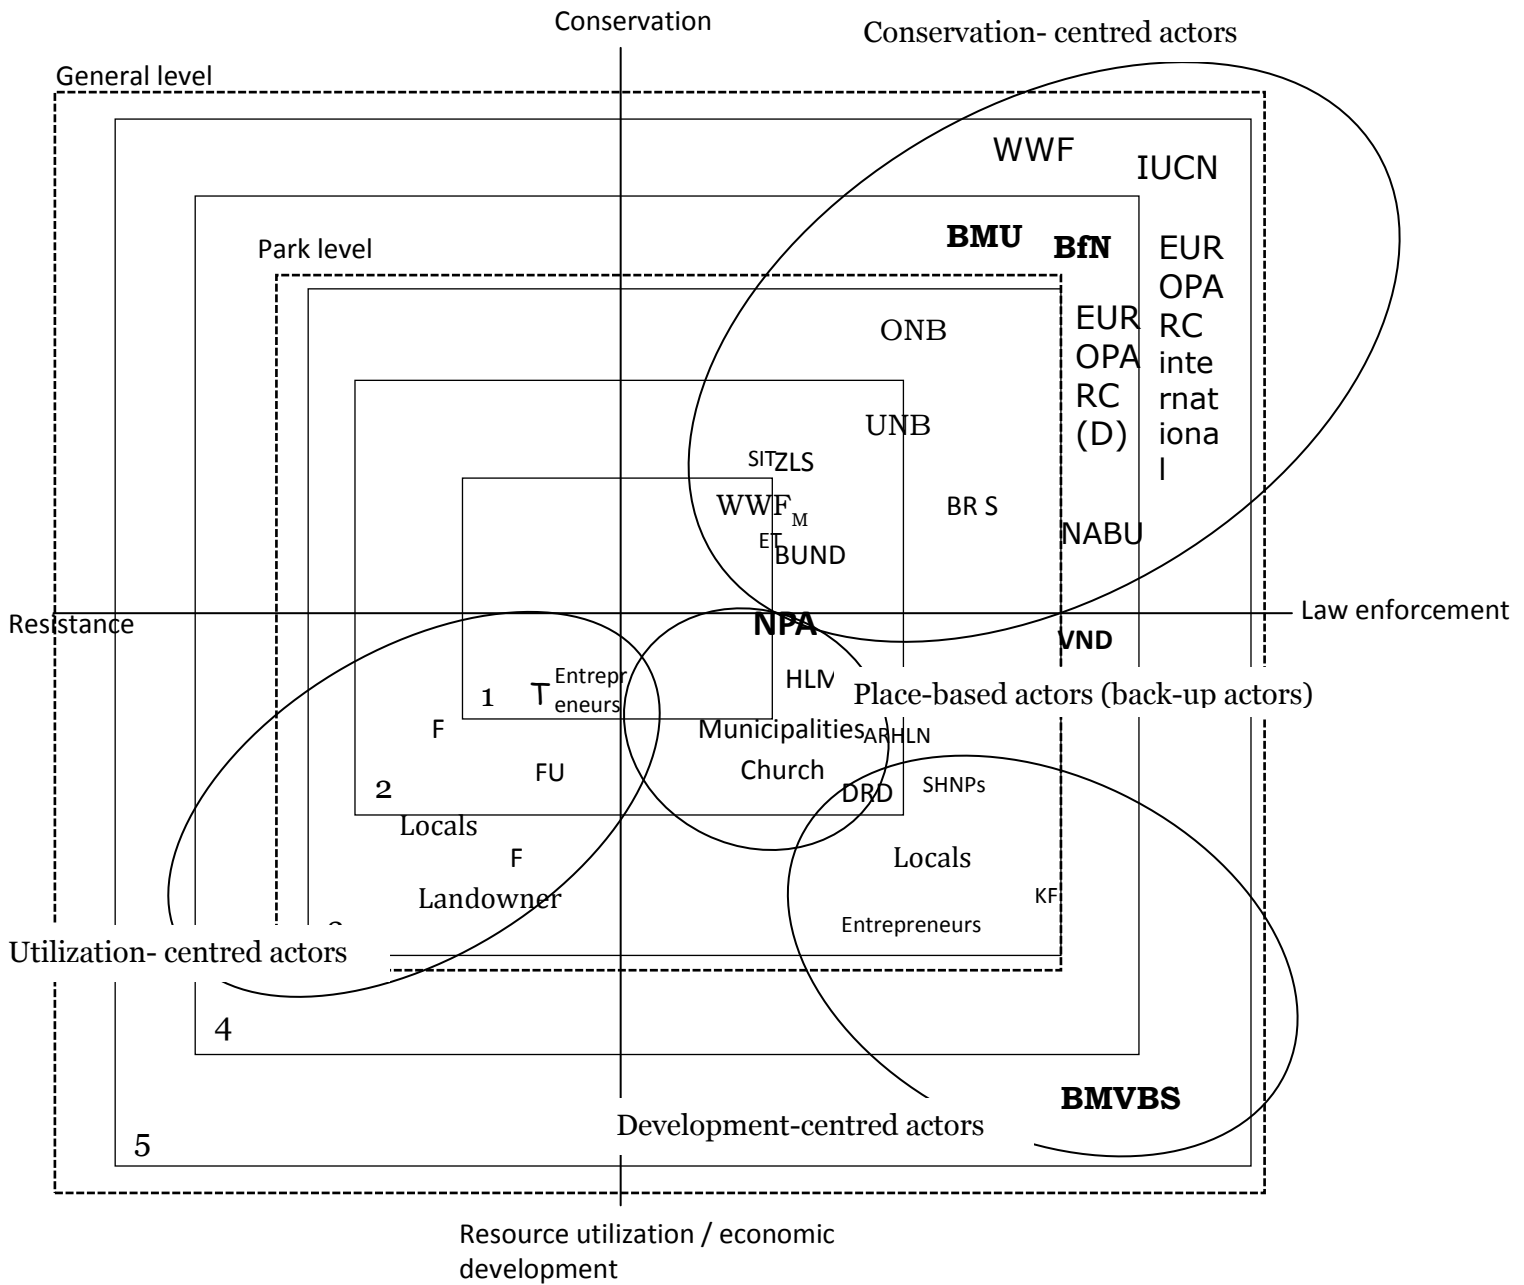 Conservation
Conservation- centred actors
General level
WWF
IUCN
BMU
BfN
Park level
EUR
OPA
RC
inte
rnat
iona
l
EUR
OPA
RC
(D)
ONB
UNB
SIT
ZLS
WWF
M
BR S
ET
BUND
NABU
Resistance
Law enforcement
NPA
VND
HLM
Place-based actors (back-up actors)
1
T
Entrepr
eneurs
F
Municipalities
ARHLN
FU
Church
DRD
SHNPs
2
Locals
F
Locals
Landowner
KF
Entrepreneurs
Utilization- centred actors
4
BMVBS
Development-centred actors
5
Resource utilization / economic
development